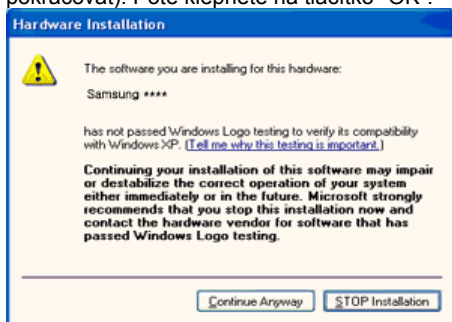 pokračovat). Poté klepněte na tlačítko "OK".
Hardware Installation
The software you are installing for this hardware:
Samsung ****
has not passed Windows Logo testing to verify its compatibility
with Windows XP. (Tell me why this testing is important.)
Continuing your installation of this software may impair
or destabilize the correct operation of your system
either immediately or in the future. Microsoft strongly
recommends that you stop this installation now and
contact the hardware vendor for software that has
passed Windows Logo testing.
Continue Anyway STOP Installation